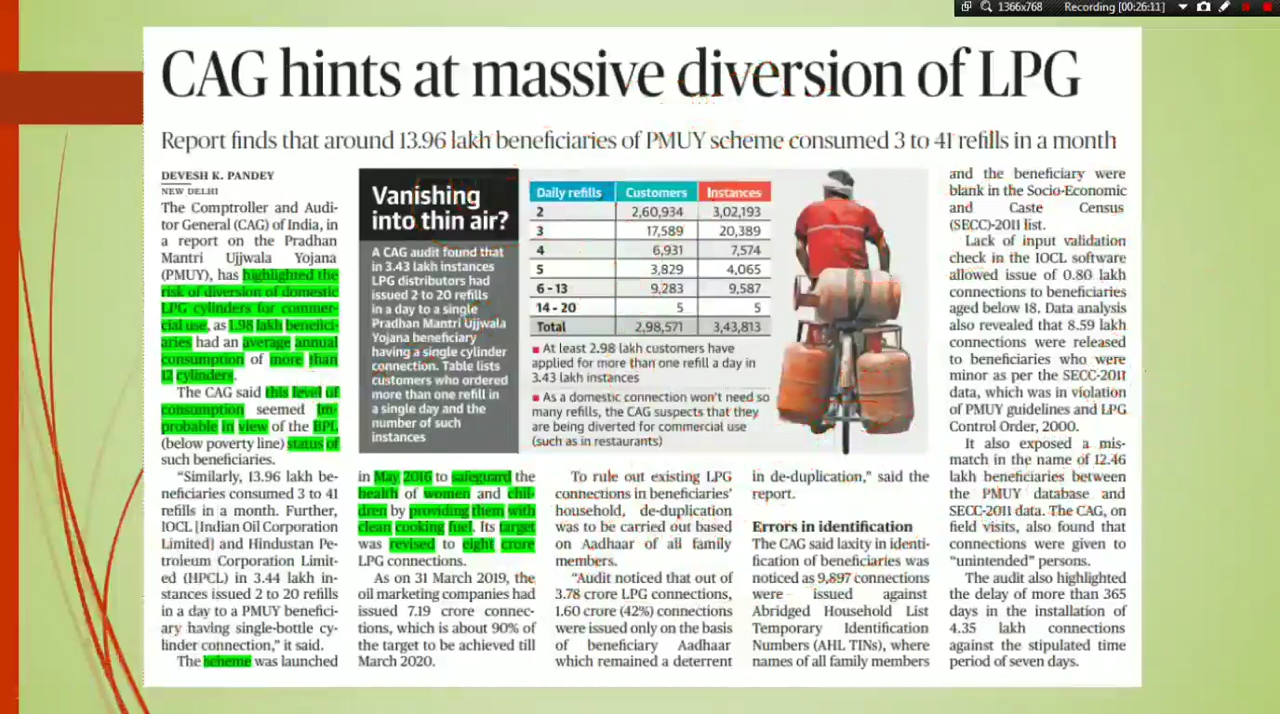 1366x768
Recording [00:26:11]
CAG hints at massive diversion of LPG
Report finds that around 13.96 lakh beneficiaries of PMUY scheme consumed 3 to 41 refills in a month
DEVESH K. PANDEY
NEW DELHI
The Comptroller and Audi-
tor General (CAG) of India, in
a report on the Pradhan
Mantri Ujjwala Yojana
(PMUY), has highlighted the
risk of diversion of domestic
LPG cylinders for commer-
cial use, as 1.98 lakh benefici-
aries had an average annual
consumption of more than
12 cylinders.
The CAG said this level of
consumption seemed im-
probable in view of the BPL
(below poverty line) status of
such beneficiaries.
“Similarly, 13.96 lakh be-
neficiaries consumed 3 to 41
refills in a month. Further,
IOCL [Indian Oil Corporation
Limited] and Hindustan Pe-
troleum Corporation Limit-
ed (HPCL) in 3.44 lakh in-
stances issued 2 to 20 refills
in a day to a PMUY benefici-
ary having single-bottle cy-
linder connection,” it said.
The scheme was launched
Vanishing
into thin air?
A CAG audit found that
in 3.43 lakh instances
LPG distributors had
issued 2 to 20 refills
in a day to a single
Pradhan Mantri Ujjwala
Yojana beneficiary
having a single cylinder
connection. Table lists
customers who ordered
more than one refill in
a single day and the
number of such
instances
Daily refills Customers Instances
2 2,60,934 3,02,193
3 17,589 20,389
4 6,931 7,574
5 3,829 4,065
6 - 13 9,283 9,587
14 - 20 5 5
Total 2,98,571 3,43,813
At least 2.98 lakh customers have
applied for more than one refill a day in
3.43 lakh instances
As a domestic connection won't need so
many refills, the CAG suspects that they
are being diverted for commercial use
(such as in restaurants)
in May 2016 to safeguard the
health of women and chil-
dren by providing them with
clean cooking fuel. Its target
was revised to eight crore
LPG connections.
As on 31 March 2019, the
oil marketing companies had
issued 7.19 crore connec-
tions, which is about 90% of
the target to be achieved till
March 2020.
To rule out existing LPG
connections in beneficiaries’
household, de-duplication
was to be carried out based
on Aadhaar of all family
members.
“Audit noticed that out of
3.78 crore LPG connections,
1.60 crore (42%) connections
were issued only on the basis
of beneficiary Aadhaar
which remained a deterrent
in de-duplication,” said the
report.
Errors in identification
The CAG said laxity in identi-
fication of beneficiaries was
noticed as 9,897 connections
were issued against
Abridged Household List
Temporary Identification
Numbers (AHL TINs), where
names of all family members
and the beneficiary were
blank in the Socio-Economic
and Caste Census
(SECC)-2011 list.
Lack of input validation
check in the IOCL software
allowed issue of 0.80 lakh
connections to beneficiaries
aged below 18. Data analysis
also revealed that 8.59 lakh
connections were released
to beneficiaries who were
minor as per the SECC-2011
data, which was in violation
of PMUY guidelines and LPG
Control Order, 2000.
It also exposed a mis-
match in the name of 12.46
lakh beneficiaries between
the PMUY database and
SECC-2011 data. The CAG, on
field visits, also found that
connections were given to
“unintended” persons.
The audit also highlighted
the delay of more than 365
days in the installation of
4.35 lakh connections
against the stipulated time
period of seven days.